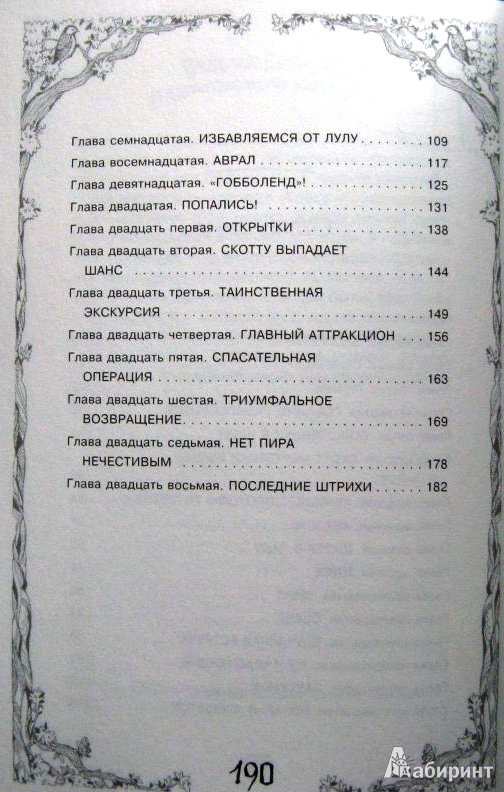 Глава семнадцатая. ИЗБАВЛЯЕМСЯ ОТ ЛУЛУ . . . . . . . . 109
Глава восемнадцатая. АВРАЛ . . . . . . . . . . . . . . . . . . . . 117
Глава девятнадцатая. «ГОББОЛЕНД»! . . . . . . . . . . . . . 125
Глава двадцатая. ПОПАЛИСЬ! . . . . . . . . . . . . . . . . . . . 131
Глава двадцать первая. ОТКРЫТКИ . . . . . . . . . . . . . . . 138
Глава двадцать вторая. СКОТТУ ВЫПАДАЕТ
ШАНС . . . . . . . . . . . . . . . . . . . . . . . . . . . . . . . . . . 144
Глава двадцать третья. ТАИНСТВЕННАЯ
ЭКСКУРСИЯ . . . . . . . . . . . . . . . . . . . . . . . . . . . . . 149
Глава двадцать четвертая. ГЛАВНЫЙ АТТРАКЦИОН . . . 156
Глава двадцать пятая. СПАСАТЕЛЬНАЯ
ОПЕРАЦИЯ . . . . . . . . . . . . . . . . . . . . . . . . . . . . . . 163
Глава двадцать шестая. ТРИУМФАЛЬНОЕ
ВОЗВРАЩЕНИЕ. . . . . . . . . . . . . . . . . . . . . . . . . . . 169
Глава двадцать седьмая. НЕТ ПИРА
НЕЧЕСТИВЫМ . . . . . . . . . . . . . . . . . . . . . . . . . . . . 178
Глава двадцать восьмая. ПОСЛЕДНИЕ ШТРИХИ . . . . . . 182
190
Лабиринт